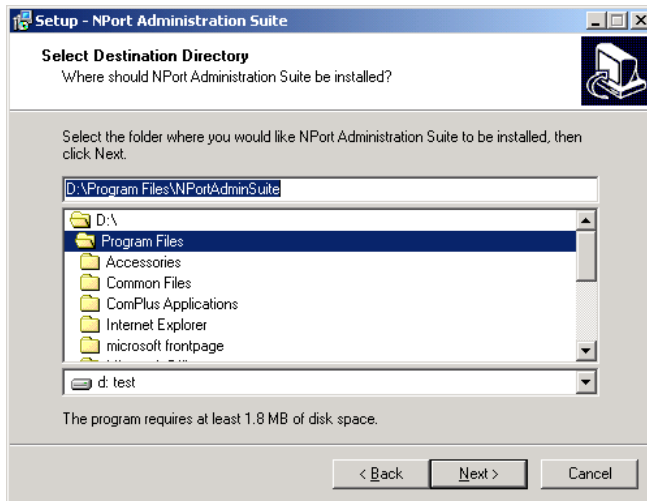 Setup - NPort Administration Suite
Select Destination Directory
Where should NPort Administration Suite be installed?
Select the folder where you would like NPort Administration Suite to be installed, then
click Next.
D:\Program Files\NPortAdminSuite
D:\
Program Files
Accessories
Common Files
ComPlus Applications
Internet Explorer
microsoft frontpage
d: test
The program requires at least 1.8 MB of disk space.
< Back
Next >
Cancel